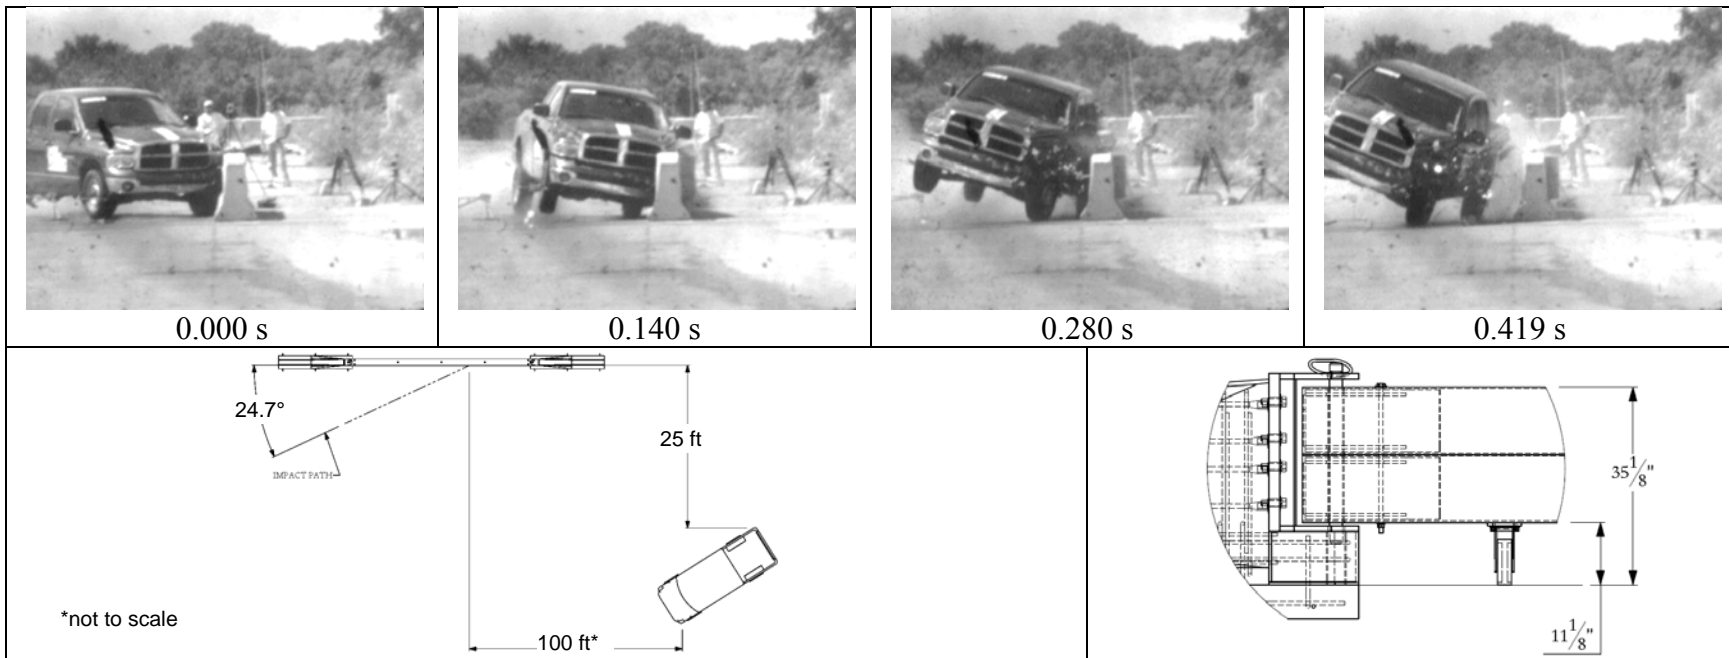 0.000 s
0.140 s
0.280 s
0.419 s
24.7°
IMPACT PATH
25 ft
*not to scale
100 ft*
35 1/8"
11 1/8"